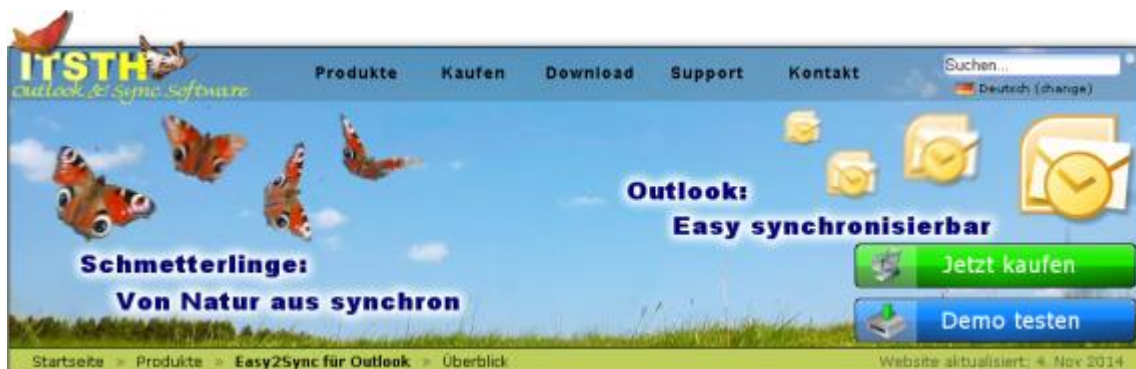 ITSTH
Outlook & Sync Software
Produkte Kaufen Download Support Kontakt
Suchen...
Deutsch (change)
Outlook:
Easy synchronisierbar
Schmetterlinge:
Von Natur aus synchron
Jetzt kaufen
Demo testen
Startseite » Produkte » Easy2Sync für Outlook » Überblick
Website aktualisiert: 4. Nov 2014